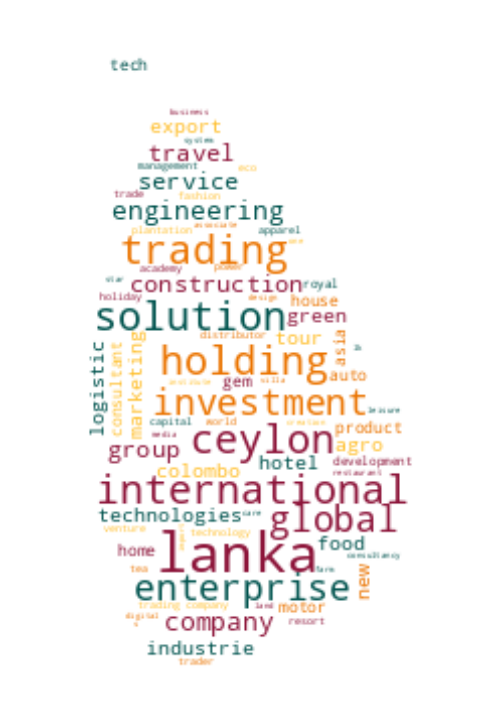 tech
business
export
system
travel
management eco
service
trade fashion
engineering
plantation associate apparel
trading
academy power
star construction royal
holiday design house
solution green
distributor tour asia
logistic consultant marketing
holding
gem villa auto
investment leisure
capital world product
media ceylon agro
group hotel development
colombo restaurant
international
technologies care global
venture technology food
home lanka consultancy
tea farm new
enterprise
trading company land motor
digital company resort
industrie
trader